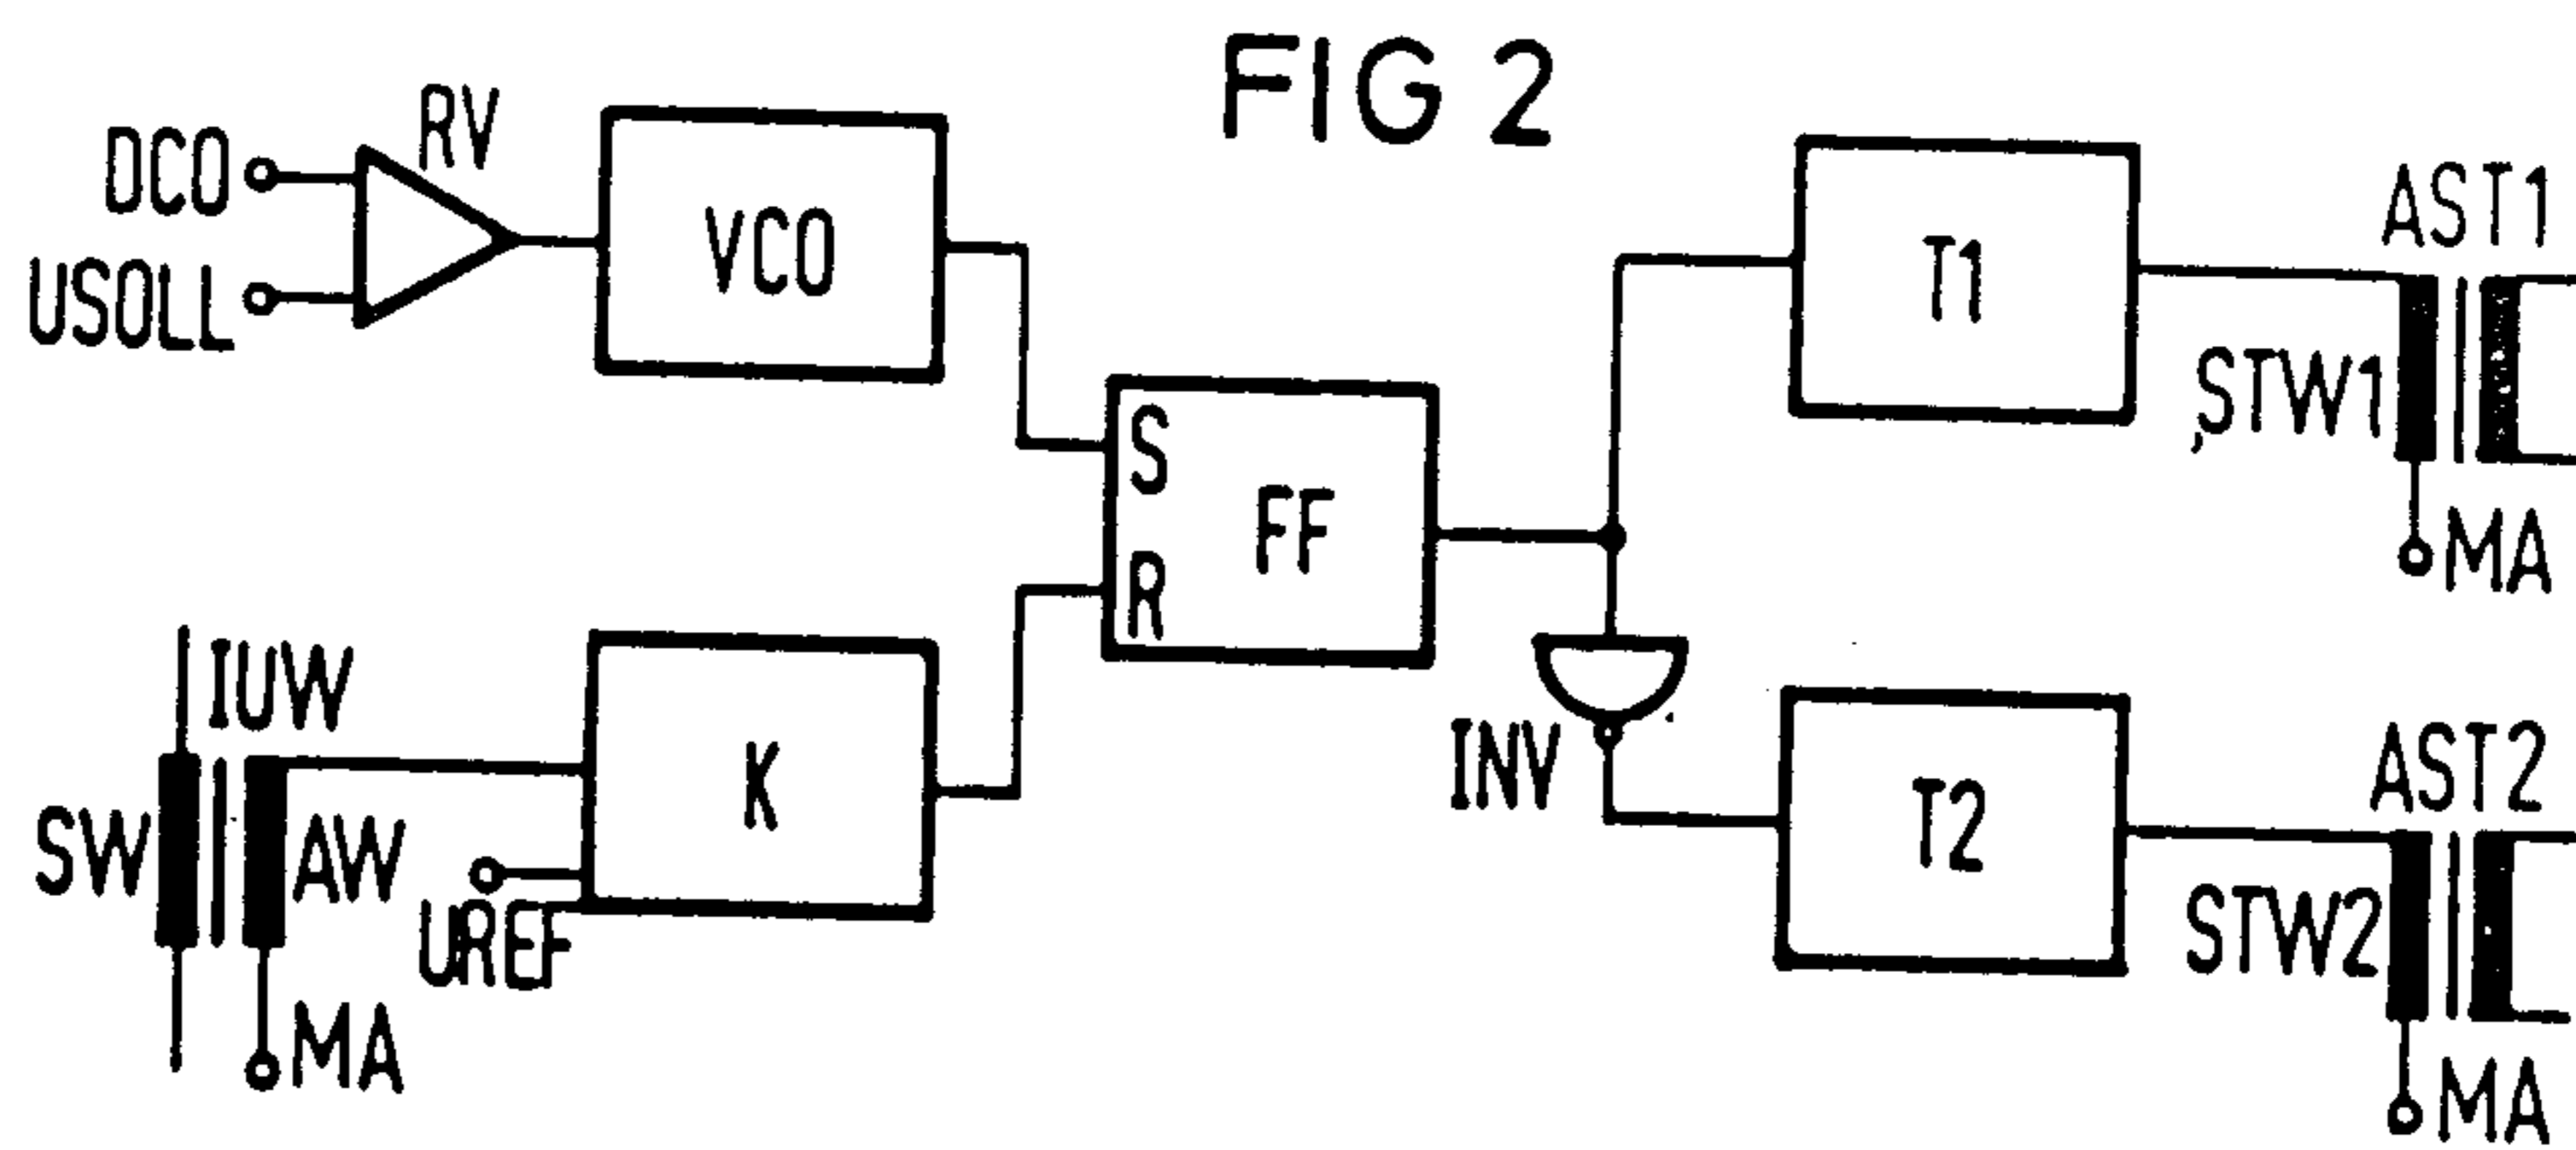 FIG 2
RV
DCO
USOLL
VCO
T1
AST1
STW1
MA
S
R
FF
IUW
SW
AW
K
UREF
MA
INV
T2
AST2
STW2
MA